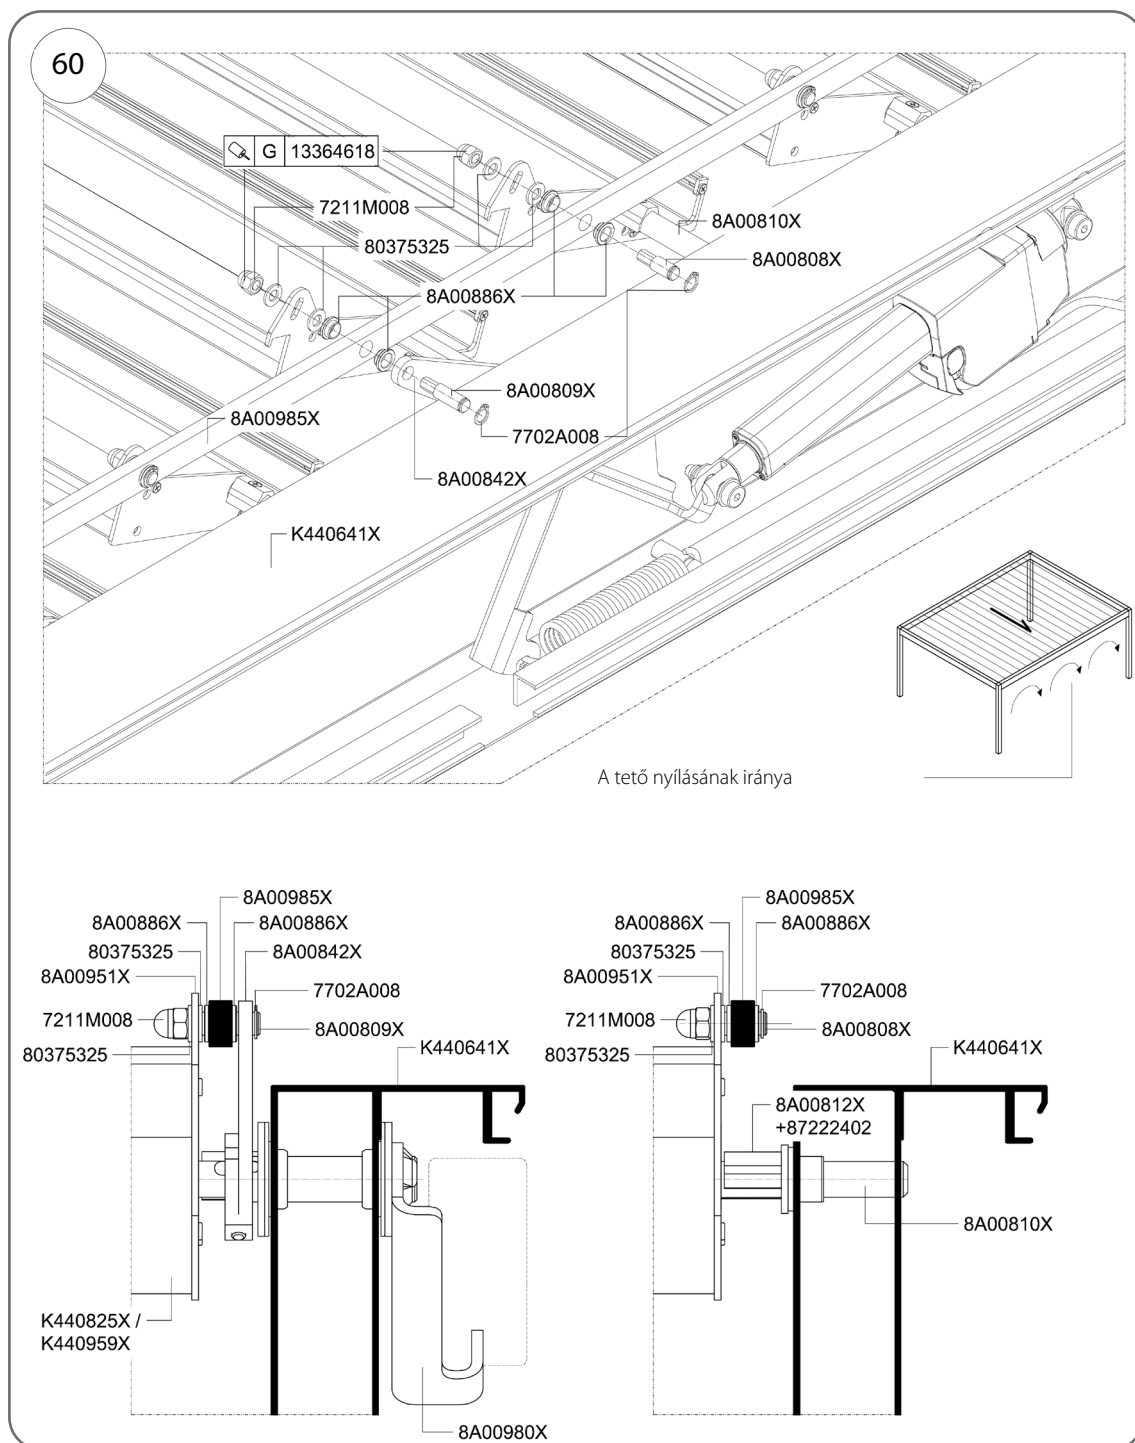 60
G 13364618
7211M008
80375325
8A00886X
8A00810X
8A00808X
8A00809X
8A00985X
7702A008
8A00842X
K440641X
A tető nyílásának iránya
8A00985X
8A00886X
8A00886X
80375325
8A00842X
8A00951X
7702A008
7211M008
8A00809X
80375325
K440641X
K440825X /
K440959X
8A00980X
8A00985X
8A00886X
8A00886X
80375325
8A00951X
7702A008
7211M008
8A00808X
80375325
K440641X
8A00812X
+87222402
8A00810X